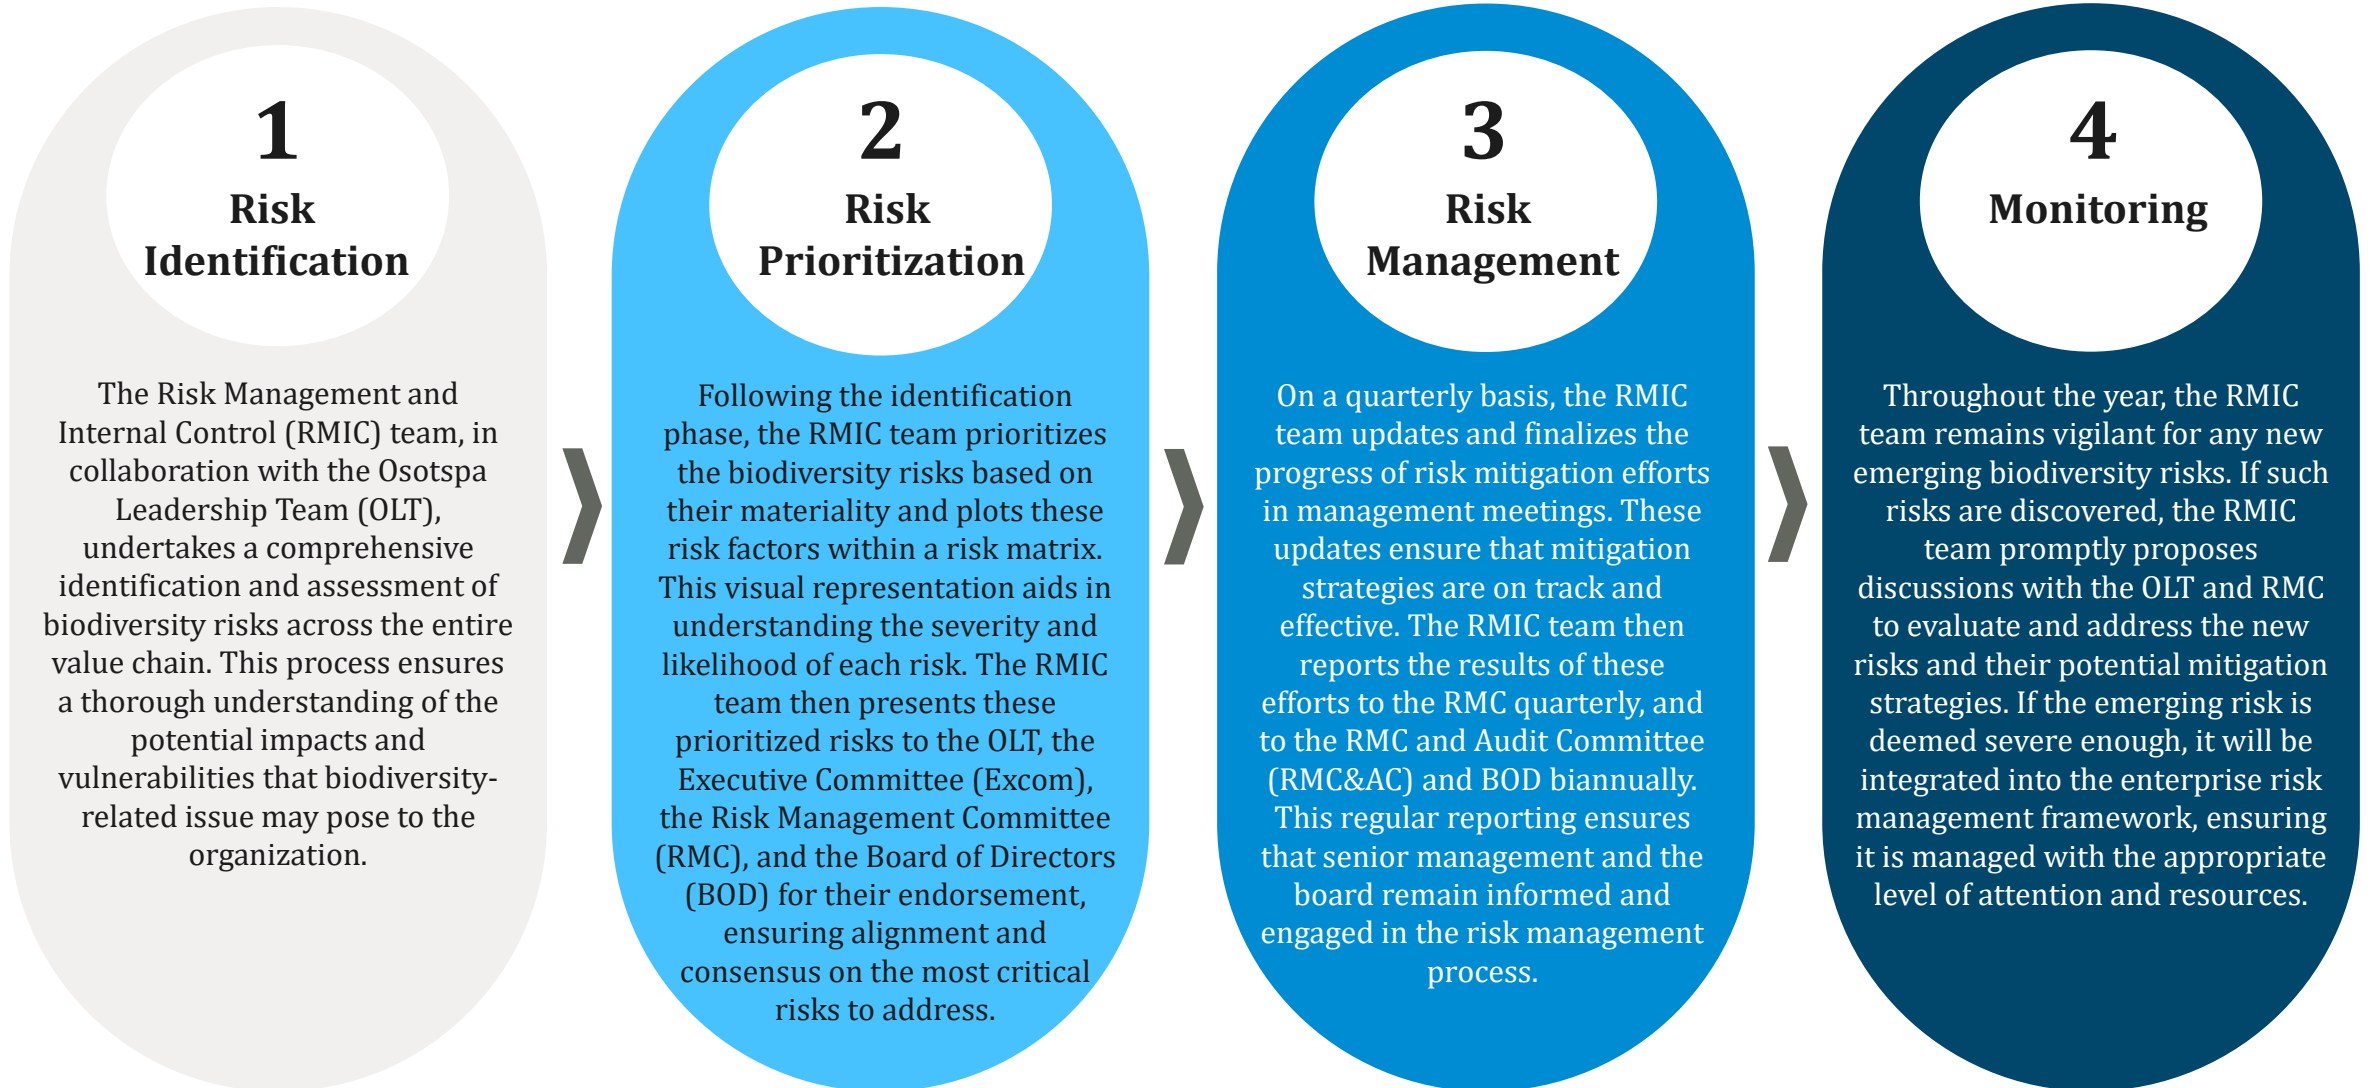 1
Risk
Identification
The Risk Management and
Internal Control (RMIC) team, in
collaboration with the Osotspa
Leadership Team (OLT),
undertakes a comprehensive
identification and assessment of
biodiversity risks across the entire
value chain. This process ensures
a thorough understanding of the
potential impacts and
vulnerabilities that biodiversity-
related issue may pose to the
organization.
2
Risk
Prioritization
Following the identification
phase, the RMIC team prioritizes
the biodiversity risks based on
their materiality and plots these
risk factors within a risk matrix.
This visual representation aids in
understanding the severity and
likelihood of each risk. The RMIC
team then presents these
prioritized risks to the OLT, the
Executive Committee (Excom),
the Risk Management Committee
(RMC), and the Board of Directors
(BOD) for their endorsement,
ensuring alignment and
consensus on the most critical
risks to address.
3
Risk
Management
On a quarterly basis, the RMIC
team updates and finalizes the
progress of risk mitigation efforts
in management meetings. These
updates ensure that mitigation
strategies are on track and
effective. The RMIC team then
reports the results of these
efforts to the RMC quarterly, and
to the RMC and Audit Committee
(RMC&AC) and BOD biannually.
This regular reporting ensures
that senior management and the
board remain informed and
engaged in the risk management
process.
4
Monitoring
Throughout the year, the RMIC
team remains vigilant for any new
emerging biodiversity risks. If such
risks are discovered, the RMIC
team promptly proposes
discussions with the OLT and RMC
to evaluate and address the new
risks and their potential mitigation
strategies. If the emerging risk is
deemed severe enough, it will be
integrated into the enterprise risk
management framework, ensuring
it is managed with the appropriate
level of attention and resources.